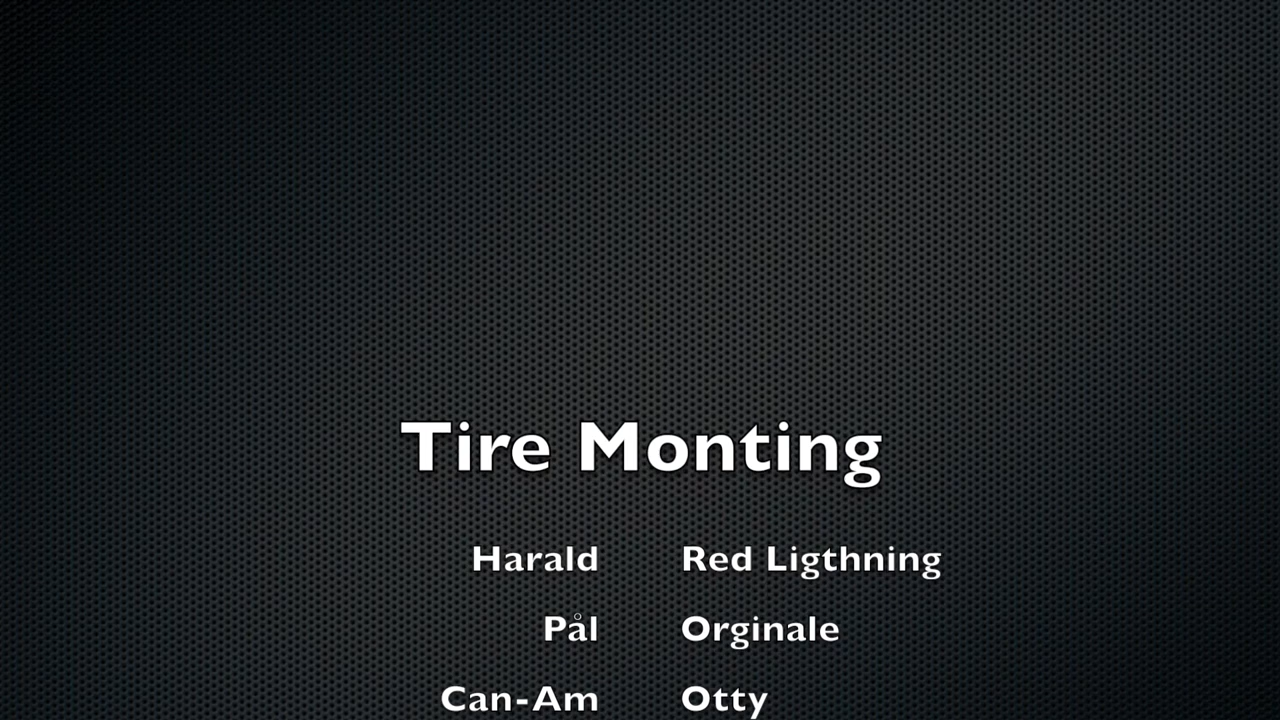 Tire Monting
Harald Red Ligthning
Pål Orginale
Can-Am Otty